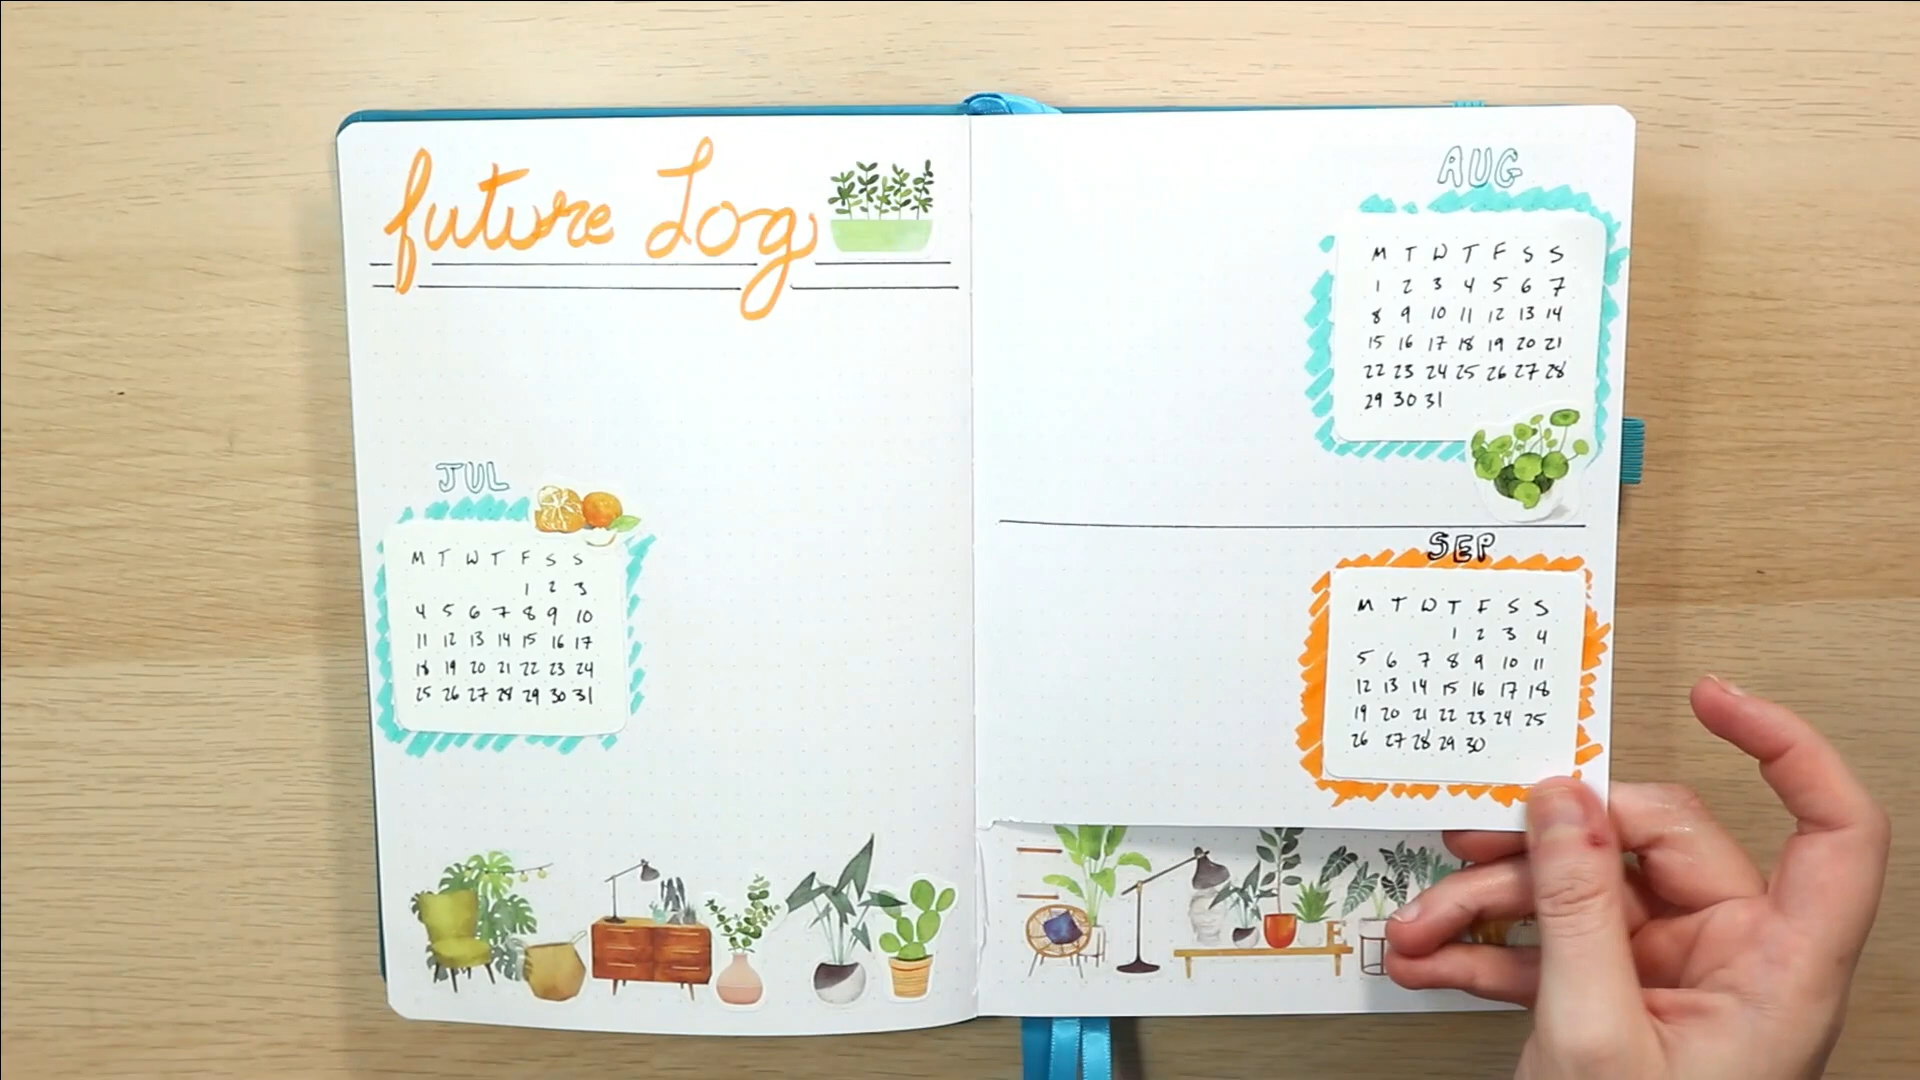 future Log
JUL
M T W T F S S
1 2 3
4 5 6 7 8 9 10
11 12 13 14 15 16 17
18 19 20 21 22 23 24
25 26 27 28 29 30 31
AUG
M T W T F S S
1 2 3 4 5 6 7
8 9 10 11 12 13 14
15 16 17 18 19 20 21
22 23 24 25 26 27 28
29 30 31
SEP
M T W T F S S
1 2 3 4
5 6 7 8 9 10 11
12 13 14 15 16 17 18
19 20 21 22 23 24 25
26 27 28 29 30